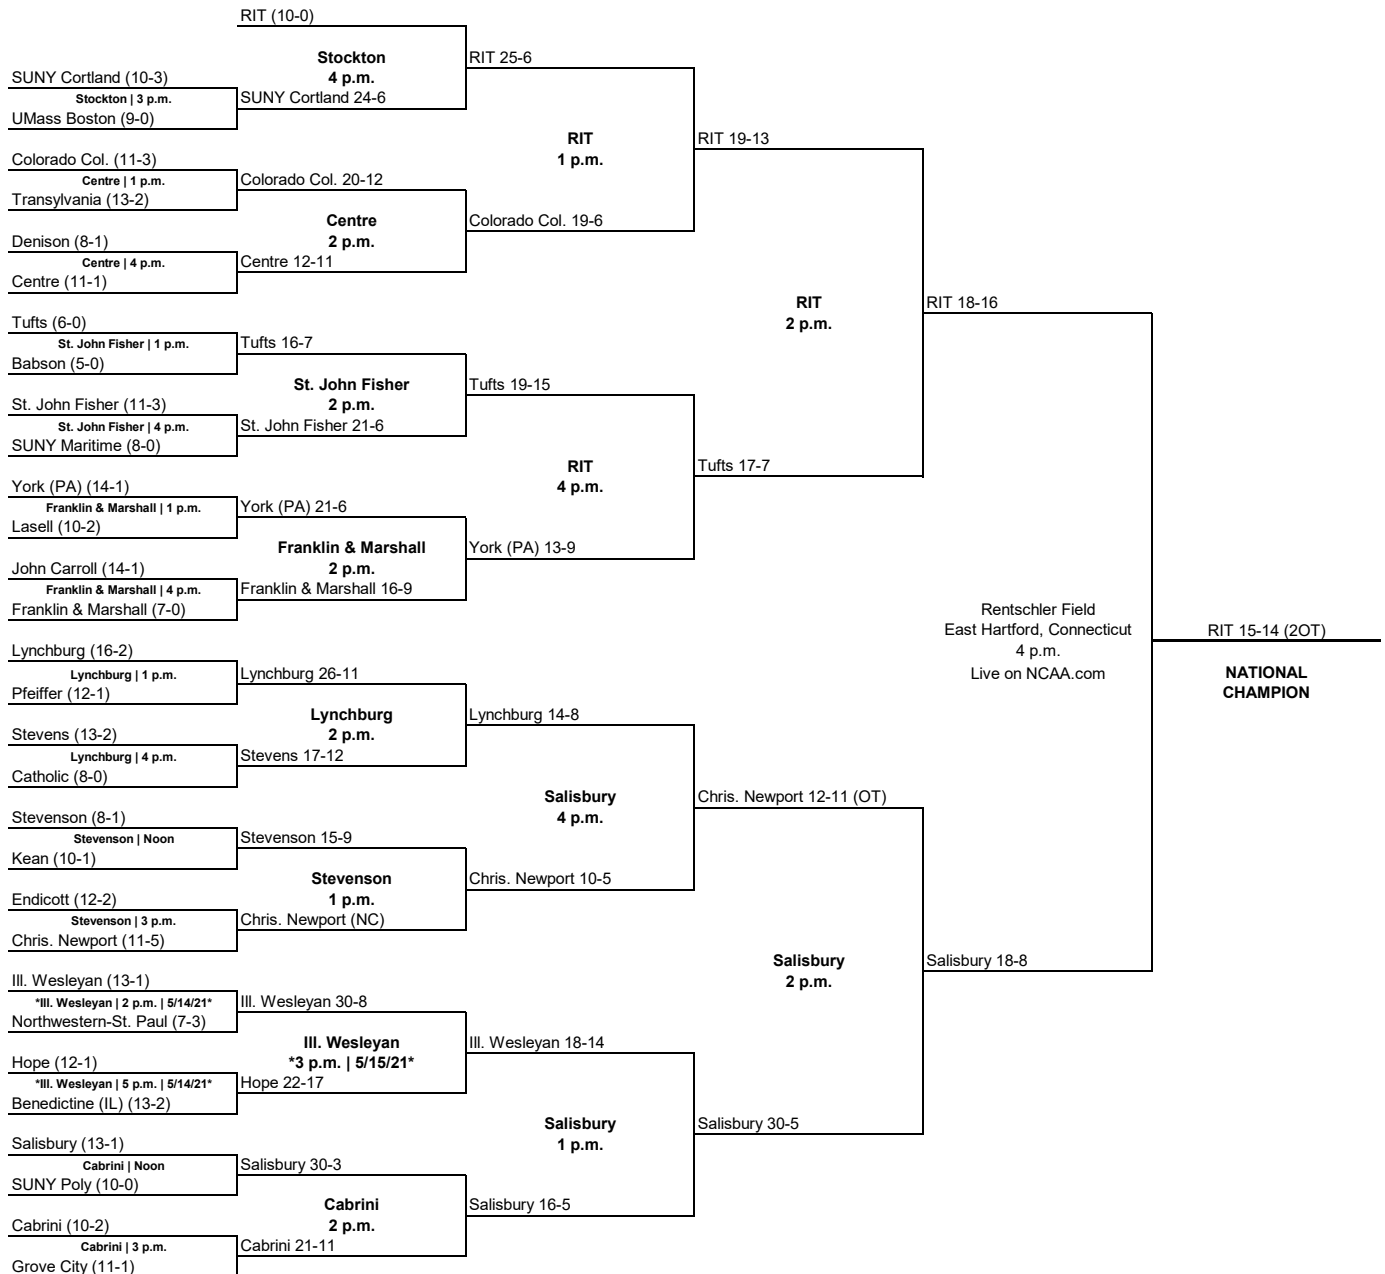 RIT (10-0)
Stockton
4 p.m.
RIT 25-6
SUNY Cortland (10-3)
Stockton | 3 p.m.
SUNY Cortland 24-6
UMass Boston (9-0)
RIT
1 p.m.
RIT 19-13
Colorado Col. (11-3)
Centre | 1 p.m.
Colorado Col. 20-12
Transylvania (13-2)
Centre
2 p.m.
Colorado Col. 19-6
Denison (8-1)
Centre | 4 p.m.
Centre 12-11
Centre (11-1)
RIT
2 p.m.
RIT 18-16
Tufts (6-0)
St. John Fisher | 1 p.m.
Tufts 16-7
Babson (5-0)
St. John Fisher
2 p.m.
Tufts 19-15
St. John Fisher (11-3)
St. John Fisher | 4 p.m.
St. John Fisher 21-6
SUNY Maritime (8-0)
RIT
4 p.m.
Tufts 17-7
York (PA) (14-1)
Franklin & Marshall | 1 p.m.
York (PA) 21-6
Lasell (10-2)
Franklin & Marshall
2 p.m.
York (PA) 13-9
John Carroll (14-1)
Franklin & Marshall | 4 p.m.
Franklin & Marshall 16-9
Franklin & Marshall (7-0)
Rentschler Field
East Hartford, Connecticut
4 p.m.
Live on NCAA.com
RIT 15-14 (2OT)
NATIONAL
CHAMPION
Lynchburg (16-2)
Lynchburg | 1 p.m.
Lynchburg 26-11
Pfeiffer (12-1)
Lynchburg
2 p.m.
Lynchburg 14-8
Stevens (13-2)
Lynchburg | 4 p.m.
Stevens 17-12
Catholic (8-0)
Salisbury
4 p.m.
Chris. Newport 12-11 (OT)
Stevenson (8-1)
Stevenson | Noon
Stevenson 15-9
Kean (10-1)
Stevenson
1 p.m.
Chris. Newport 10-5
Endicott (12-2)
Stevenson | 3 p.m.
Chris. Newport (NC)
Chris. Newport (11-5)
Salisbury
2 p.m.
Salisbury 18-8
Ill. Wesleyan (13-1)
*Ill. Wesleyan | 2 p.m. | 5/14/21*
Ill. Wesleyan 30-8
Northwestern-St. Paul (7-3)
Ill. Wesleyan
*3 p.m. | 5/15/21*
Ill. Wesleyan 18-14
Hope (12-1)
*Ill. Wesleyan | 5 p.m. | 5/14/21*
Hope 22-17
Benedictine (IL) (13-2)
Salisbury
1 p.m.
Salisbury 30-5
Salisbury (13-1)
Cabrini | Noon
Salisbury 30-3
SUNY Poly (10-0)
Cabrini
2 p.m.
Salisbury 16-5
Cabrini (10-2)
Cabrini | 3 p.m.
Cabrini 21-11
Grove City (11-1)